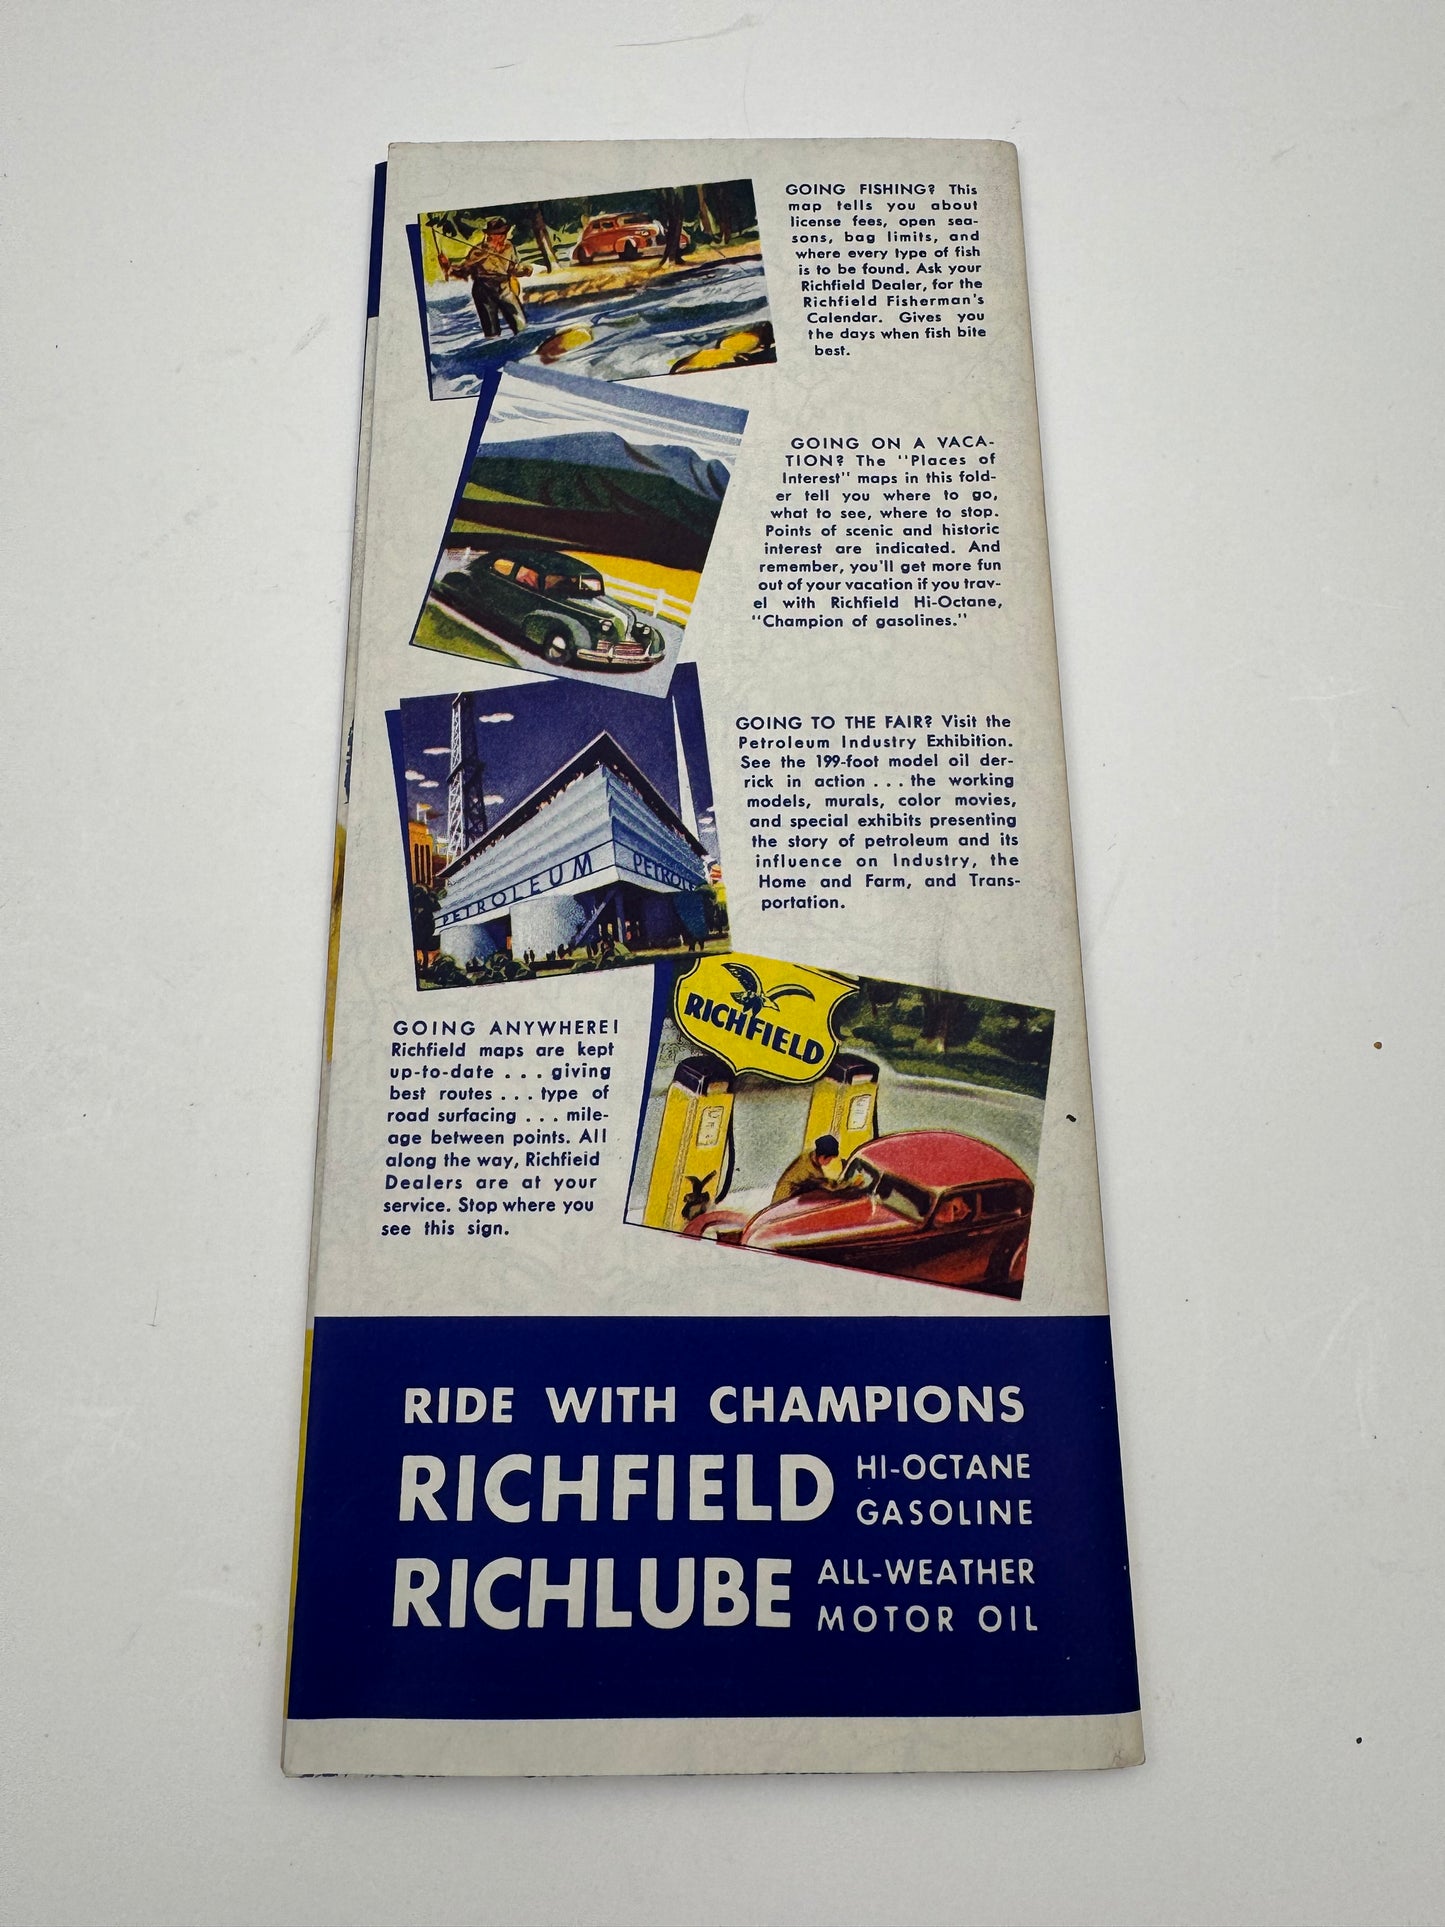 GOING FISHING? This
map tells you about
license fees, open sea-
sons, bag limits, and
where every type of fish
is to be found. Ask your
Richfield Dealer, for the
Richfield Fisherman's
Calendar. Gives you
the days when fish bite
best.
GOING ON A VACA-
TION? The "Places of
Interest" maps in this fold-
er tell you where to go,
what to see, where to stop.
Points of scenic and historic
interest are indicated. And
remember, you'll get more fun
out of your vacation if you trav-
el with Richfield Hi-Octane,
"Champion of gasolines."
GOING TO THE FAIR? Visit the
Petroleum Industry Exhibition.
See the 199-foot model oil der-
rick in action . . . the working
models, murals, color movies,
and special exhibits presenting
the story of petroleum and its
influence on Industry, the
Home and Farm, and Trans-
portation.
PETROLEUM PETROLE
RICHFIELD
GOING ANYWHERE!
Richfield maps are kept
up-to-date . . . giving
best routes . . . type of
road surfacing . . . mile-
age between points. All
along the way, Richfield
Dealers are at your
service. Stop where you
see this sign.
RIDE WITH CHAMPIONS
RICHFIELD HI-OCTANE
GASOLINE
RICHLUBE ALL-WEATHER
MOTOR OIL